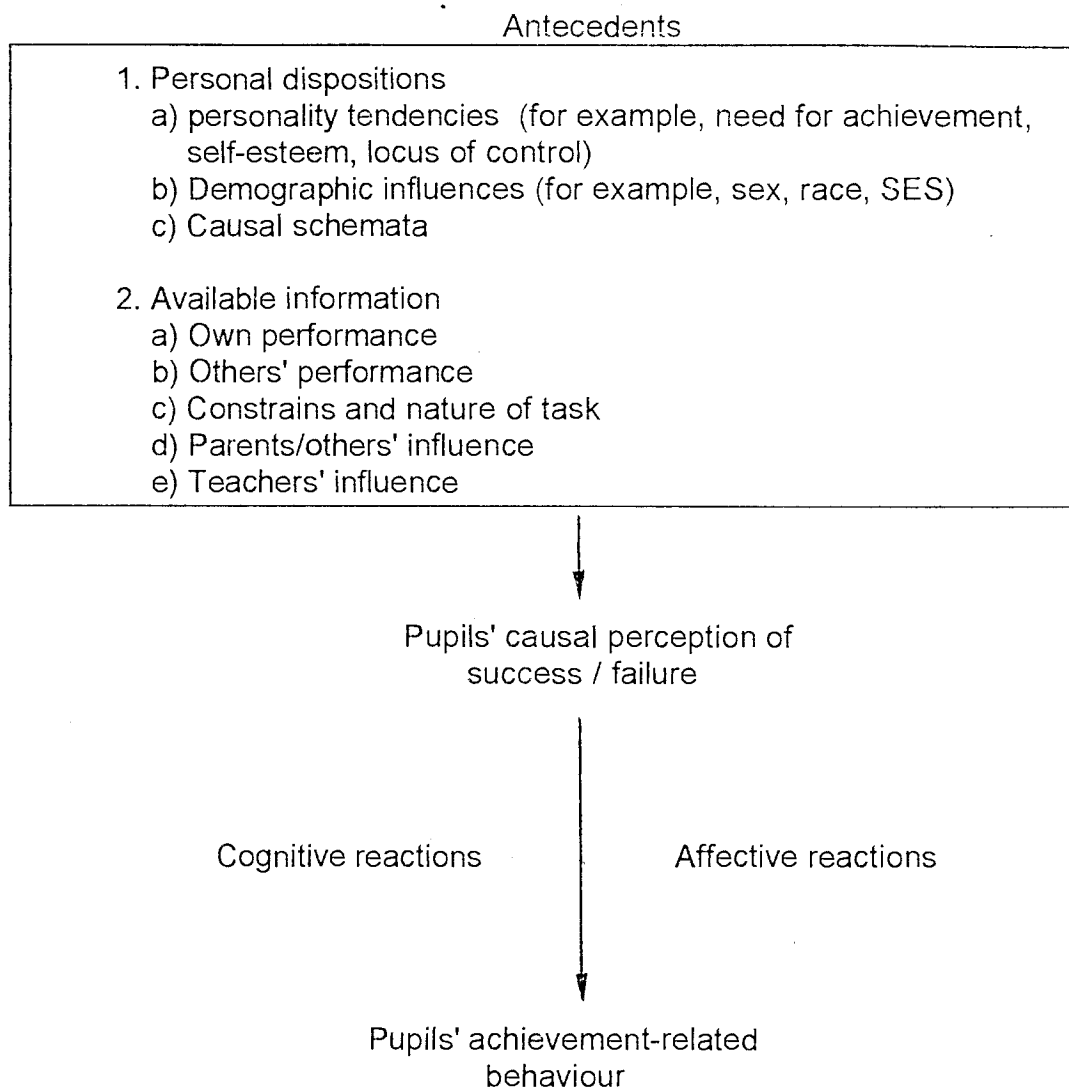 Antecedents
1. Personal dispositions
a) personality tendencies (for example, need for achievement,
self-esteem, locus of control)
b) Demographic influences (for example, sex, race, SES)
c) Causal schemata
2. Available information
a) Own performance
b) Others' performance
c) Constrains and nature of task
d) Parents/others' influence
e) Teachers' influence
Pupils' causal perception of
success / failure
Cognitive reactions Affective reactions
Pupils' achievement-related
behaviour